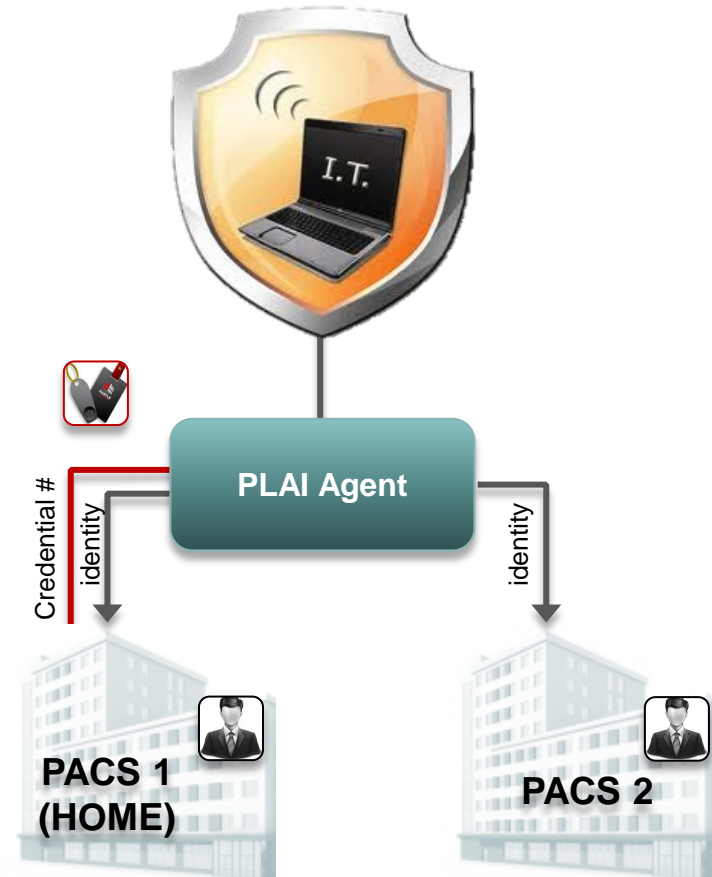 I.T.
PLAI Agent
Credential #
identity
identity
PACS 1
(HOME)
PACS 2